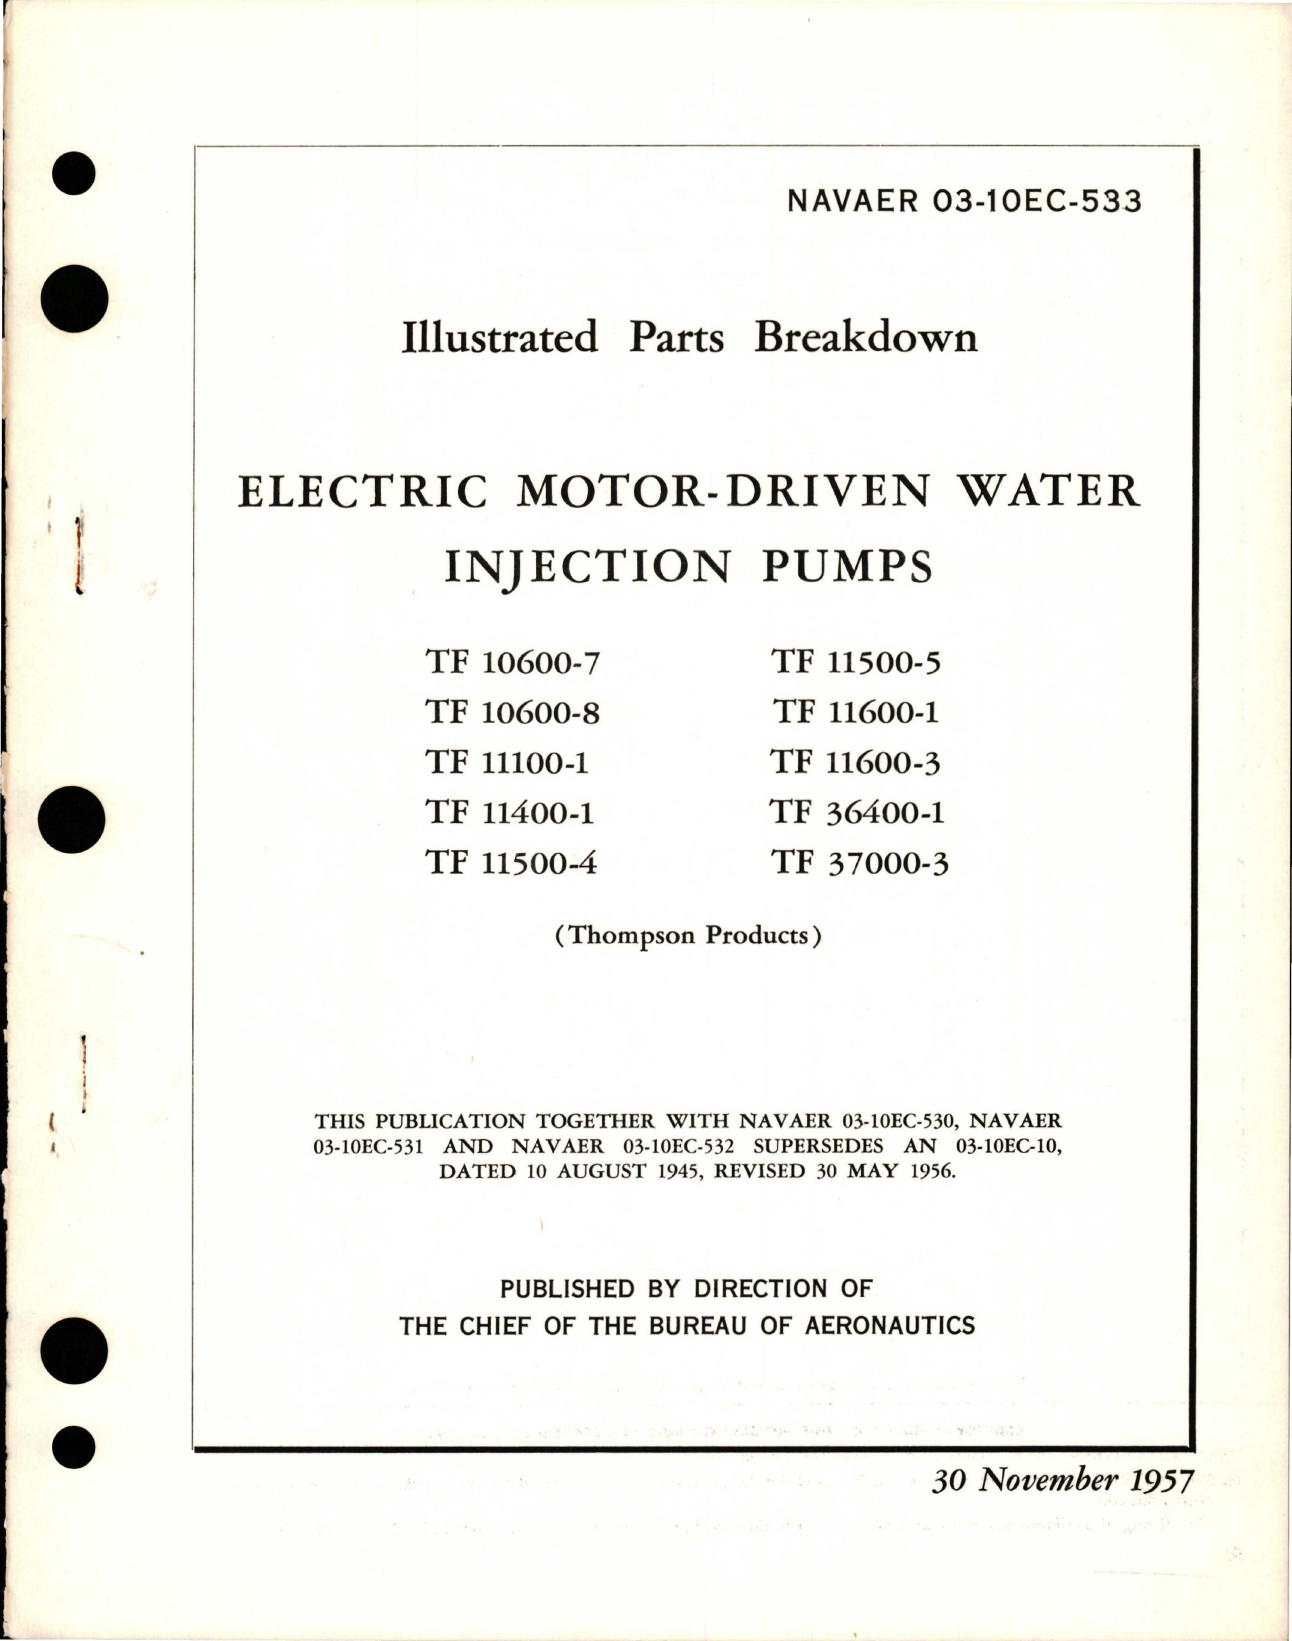 NAVAER 03-10EC-533
Illustrated Parts Breakdown
ELECTRIC MOTOR-DRIVEN WATER
INJECTION PUMPS
TF 10600-7 TF 11500-5
TF 10600-8 TF 11600-1
TF 11100-1 TF 11600-3
TF 11400-1 TF 36400-1
TF 11500-4 TF 37000-3
(Thompson Products)
THIS PUBLICATION TOGETHER WITH NAVAER 03-10EC-530, NAVAER
03-10EC-531 AND NAVAER 03-10EC-532 SUPERSEDES AN 03-10EC-10,
DATED 10 AUGUST 1945, REVISED 30 MAY 1956.
PUBLISHED BY DIRECTION OF
THE CHIEF OF THE BUREAU OF AERONAUTICS
30 November 1957